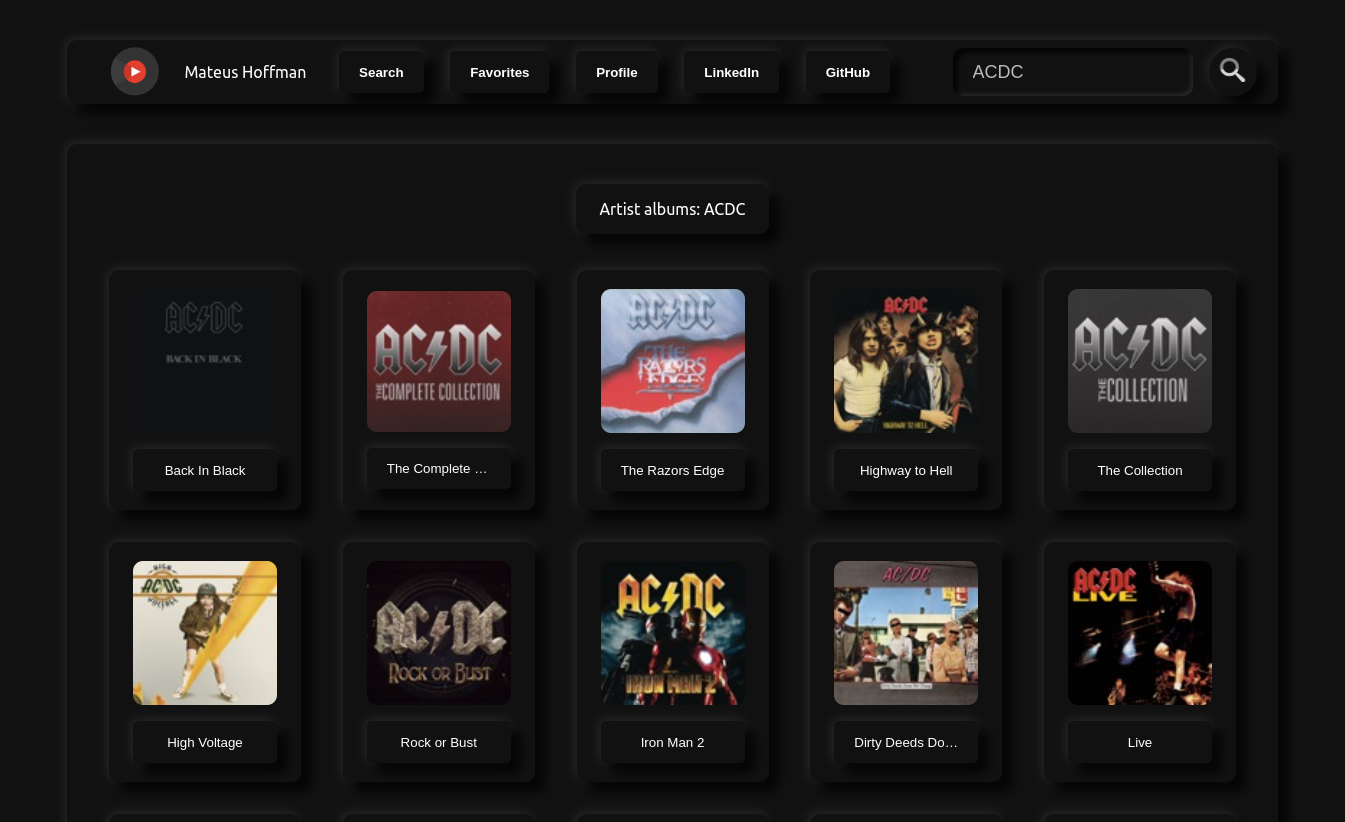 Mateus Hoffman
Search
Favorites
Profile
LinkedIn
GitHub
ACDC
Artist albums: ACDC
AC/DC
BACK IN BLACK
AC/DC
THE COMPLETE COLLECTION
AC/DC
THE RAZORS EDGE
AC/DC
HIGHWAY TO HELL
AC/DC
THE COLLECTION
Back In Black
The Complete …
The Razors Edge
Highway to Hell
The Collection
HIGH
AC/DC
VOLTAGE
AC/DC
ROCK OR BUST
AC/DC
IRON MAN 2
AC/DC
AC/DC
LIVE
High Voltage
Rock or Bust
Iron Man 2
Dirty Deeds Do…
Live